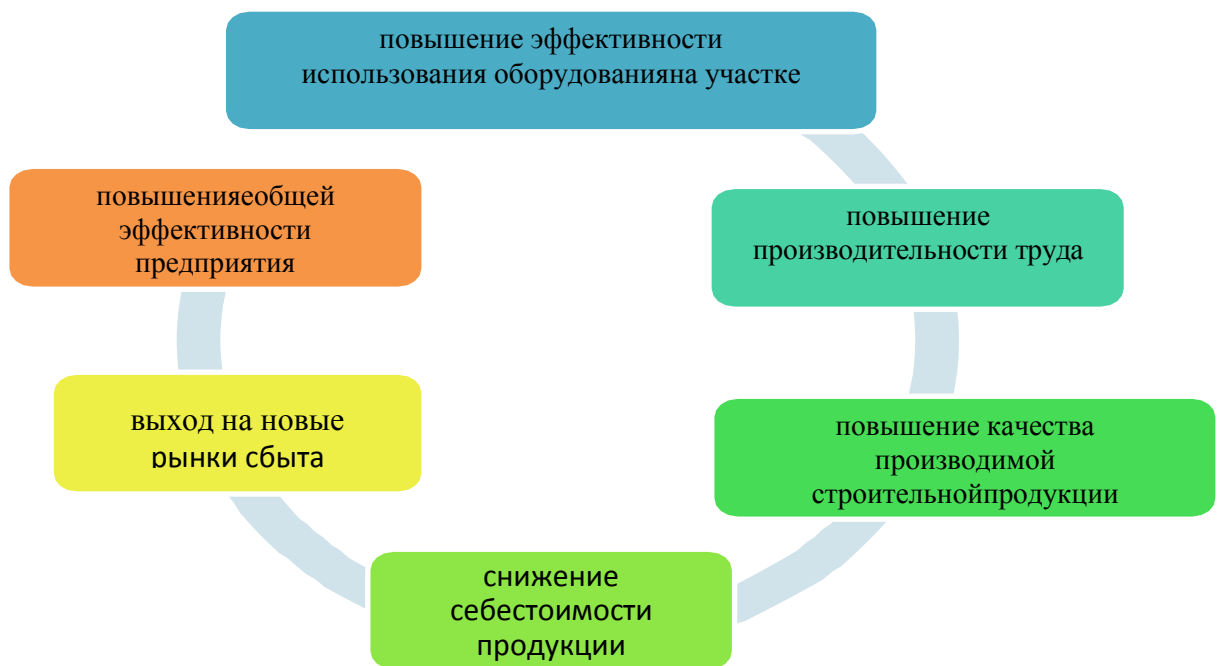 повышение эффективности
использования оборудованияна участке
повышенияеобщей
эффективности
предприятия
повышение
производительности труда
выход на новые
рынки сбыта
повышение качества
производимой
строительнойпродукции
снижение
себестоимости
продукции